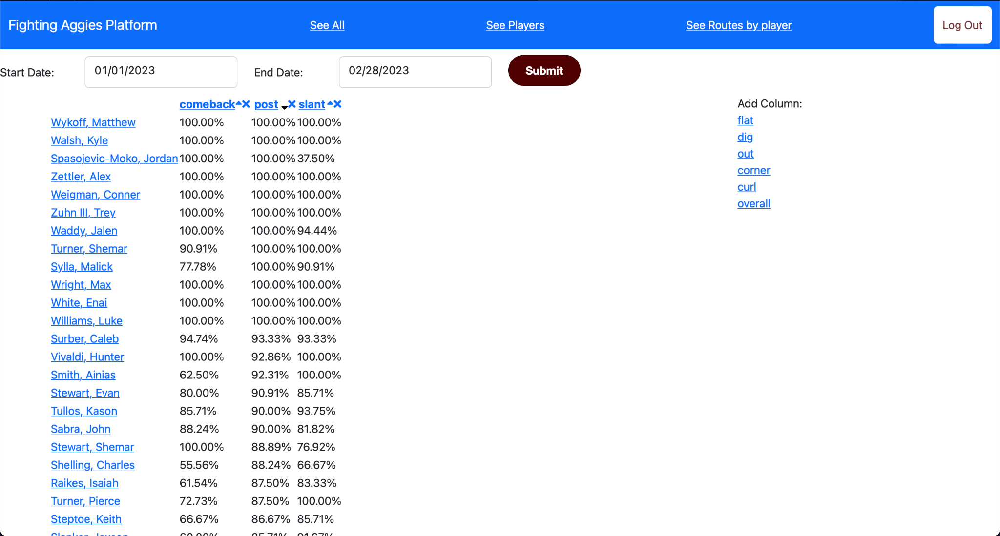 Fighting Aggies Platform See All See Players See Routes by player Log Out
Start Date: 01/01/2023 End Date: 02/28/2023 Submit
comeback post slant Add Column:
Wykoff, Matthew 100.00% 100.00% 100.00% flat
Walsh, Kyle 100.00% 100.00% 100.00% dig
Spasojevic-Moko, Jordan 100.00% 100.00% 37.50% out
Zettler, Alex 100.00% 100.00% 100.00% corner
Weigman, Conner 100.00% 100.00% 100.00% curl
Zuhn III, Trey 100.00% 100.00% 100.00% overall
Waddy, Jalen 100.00% 100.00% 94.44%
Turner, Shemar 90.91% 100.00% 100.00%
Sylla, Malick 77.78% 100.00% 90.91%
Wright, Max 100.00% 100.00% 100.00%
White, Enai 100.00% 100.00% 100.00%
Williams, Luke 100.00% 100.00% 100.00%
Surber, Caleb 94.74% 93.33% 93.33%
Vivaldi, Hunter 100.00% 92.86% 100.00%
Smith, Ainias 62.50% 92.31% 100.00%
Stewart, Evan 80.00% 90.91% 85.71%
Tullos, Kason 85.71% 90.00% 93.75%
Sabra, John 88.24% 90.00% 81.82%
Stewart, Shemar 100.00% 88.89% 76.92%
Shelling, Charles 55.56% 88.24% 66.67%
Raikes, Isaiah 61.54% 87.50% 83.33%
Turner, Pierce 72.73% 87.50% 100.00%
Steptoe, Keith 66.67% 86.67% 85.71%